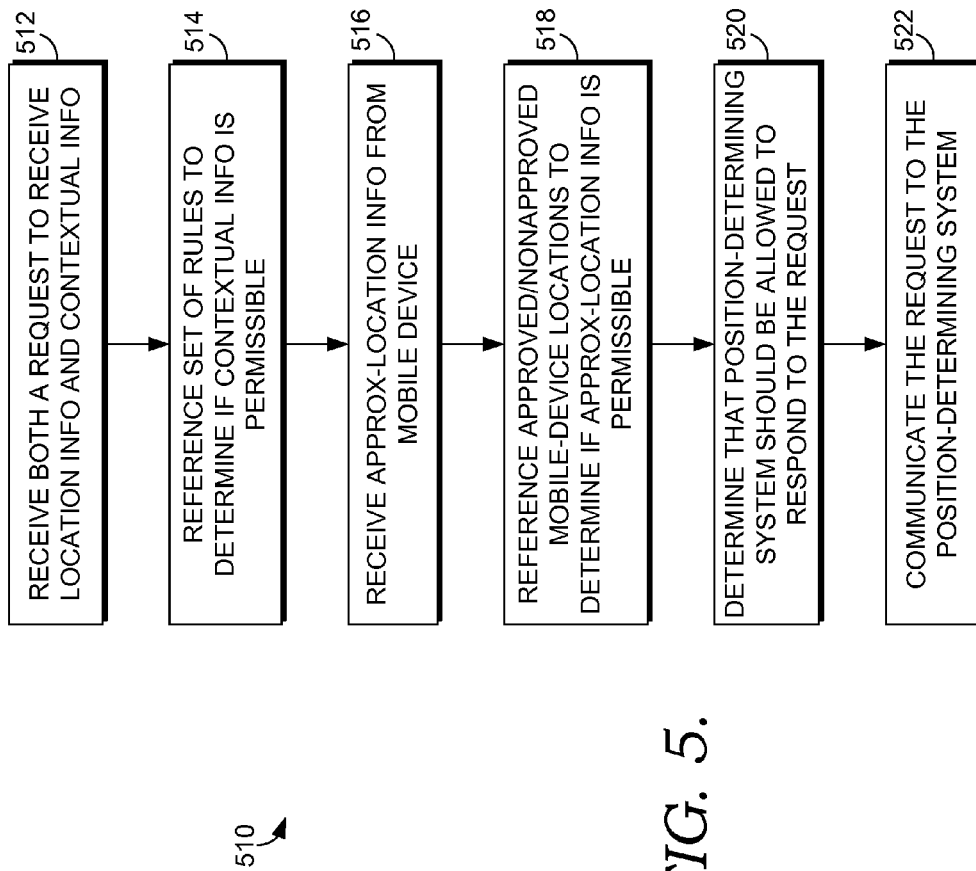 510
512
RECEIVE BOTH A REQUEST TO RECEIVE
LOCATION INFO AND CONTEXTUAL INFO
514
REFERENCE SET OF RULES TO
DETERMINE IF CONTEXTUAL INFO IS
PERMISSIBLE
516
RECEIVE APPROX-LOCATION INFO FROM
MOBILE DEVICE
518
REFERENCE APPROVED/NONAPPROVED
MOBILE-DEVICE LOCATIONS TO
DETERMINE IF APPROX-LOCATION INFO IS
PERMISSIBLE
520
DETERMINE THAT POSITION-DETERMINING
SYSTEM SHOULD BE ALLOWED TO
RESPOND TO THE REQUEST
522
COMMUNICATE THE REQUEST TO THE
POSITION-DETERMINING SYSTEM
FIG. 5.